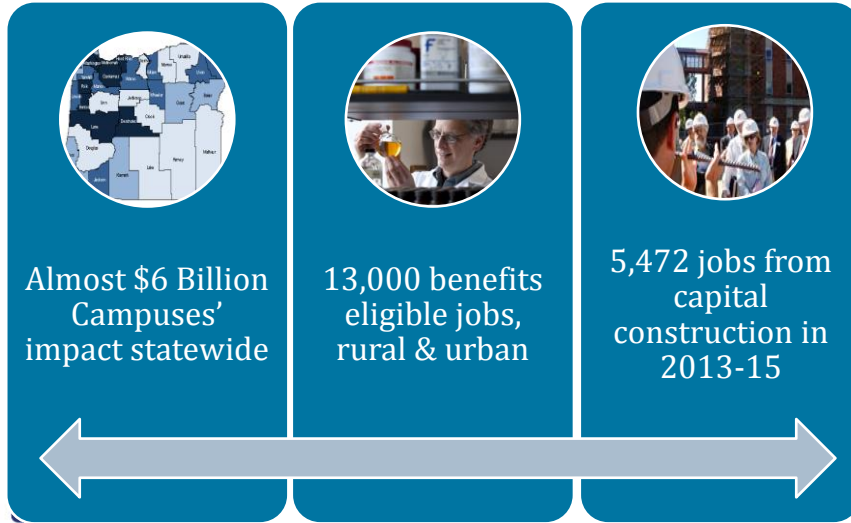 Almost $6 Billion
Campuses’
impact statewide
13,000 benefits
eligible jobs,
rural & urban
5,472 jobs from
capital
construction in
2013-15